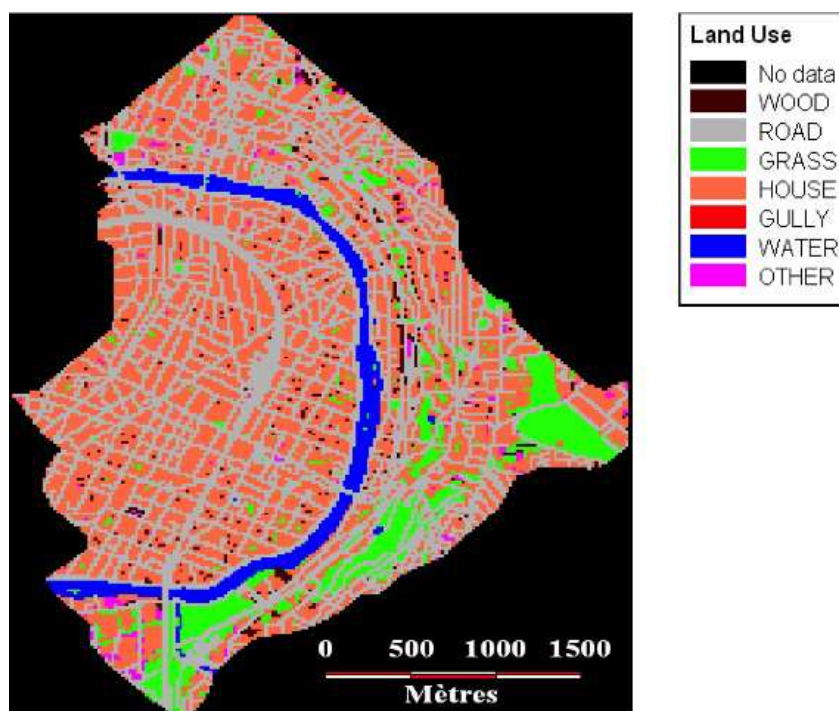 Land Use
No data
WOOD
ROAD
GRASS
HOUSE
GULLY
WATER
OTHER
0 500 1000 1500
Mètres